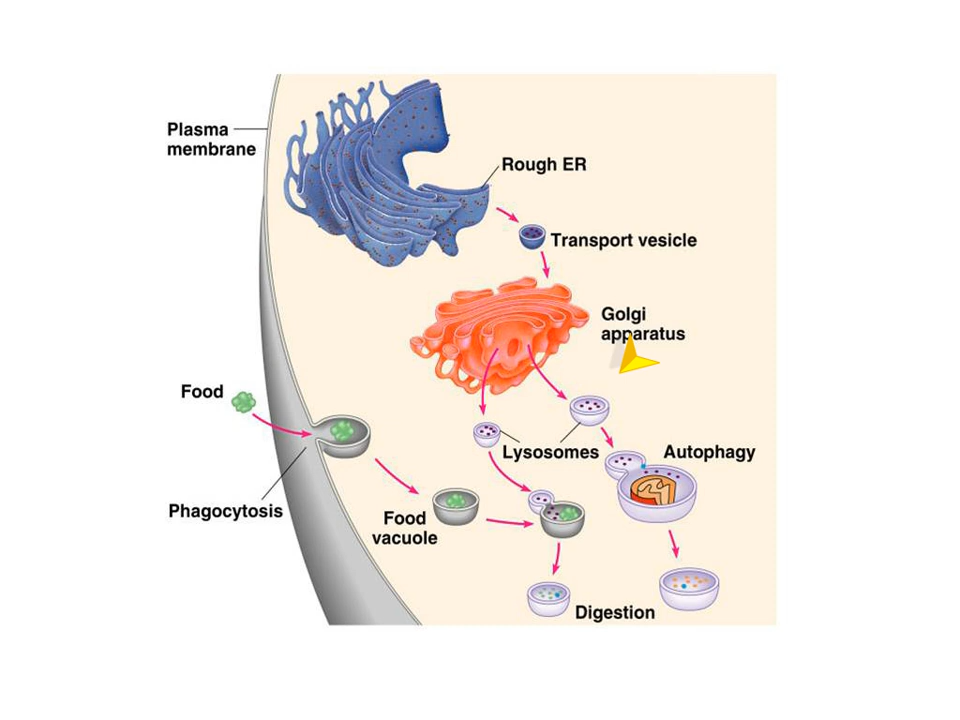 Plasma
membrane
Rough ER
Transport vesicle
Golgi
apparatus
Food
Lysosomes
Autophagy
Phagocytosis
Food
vacuole
Digestion